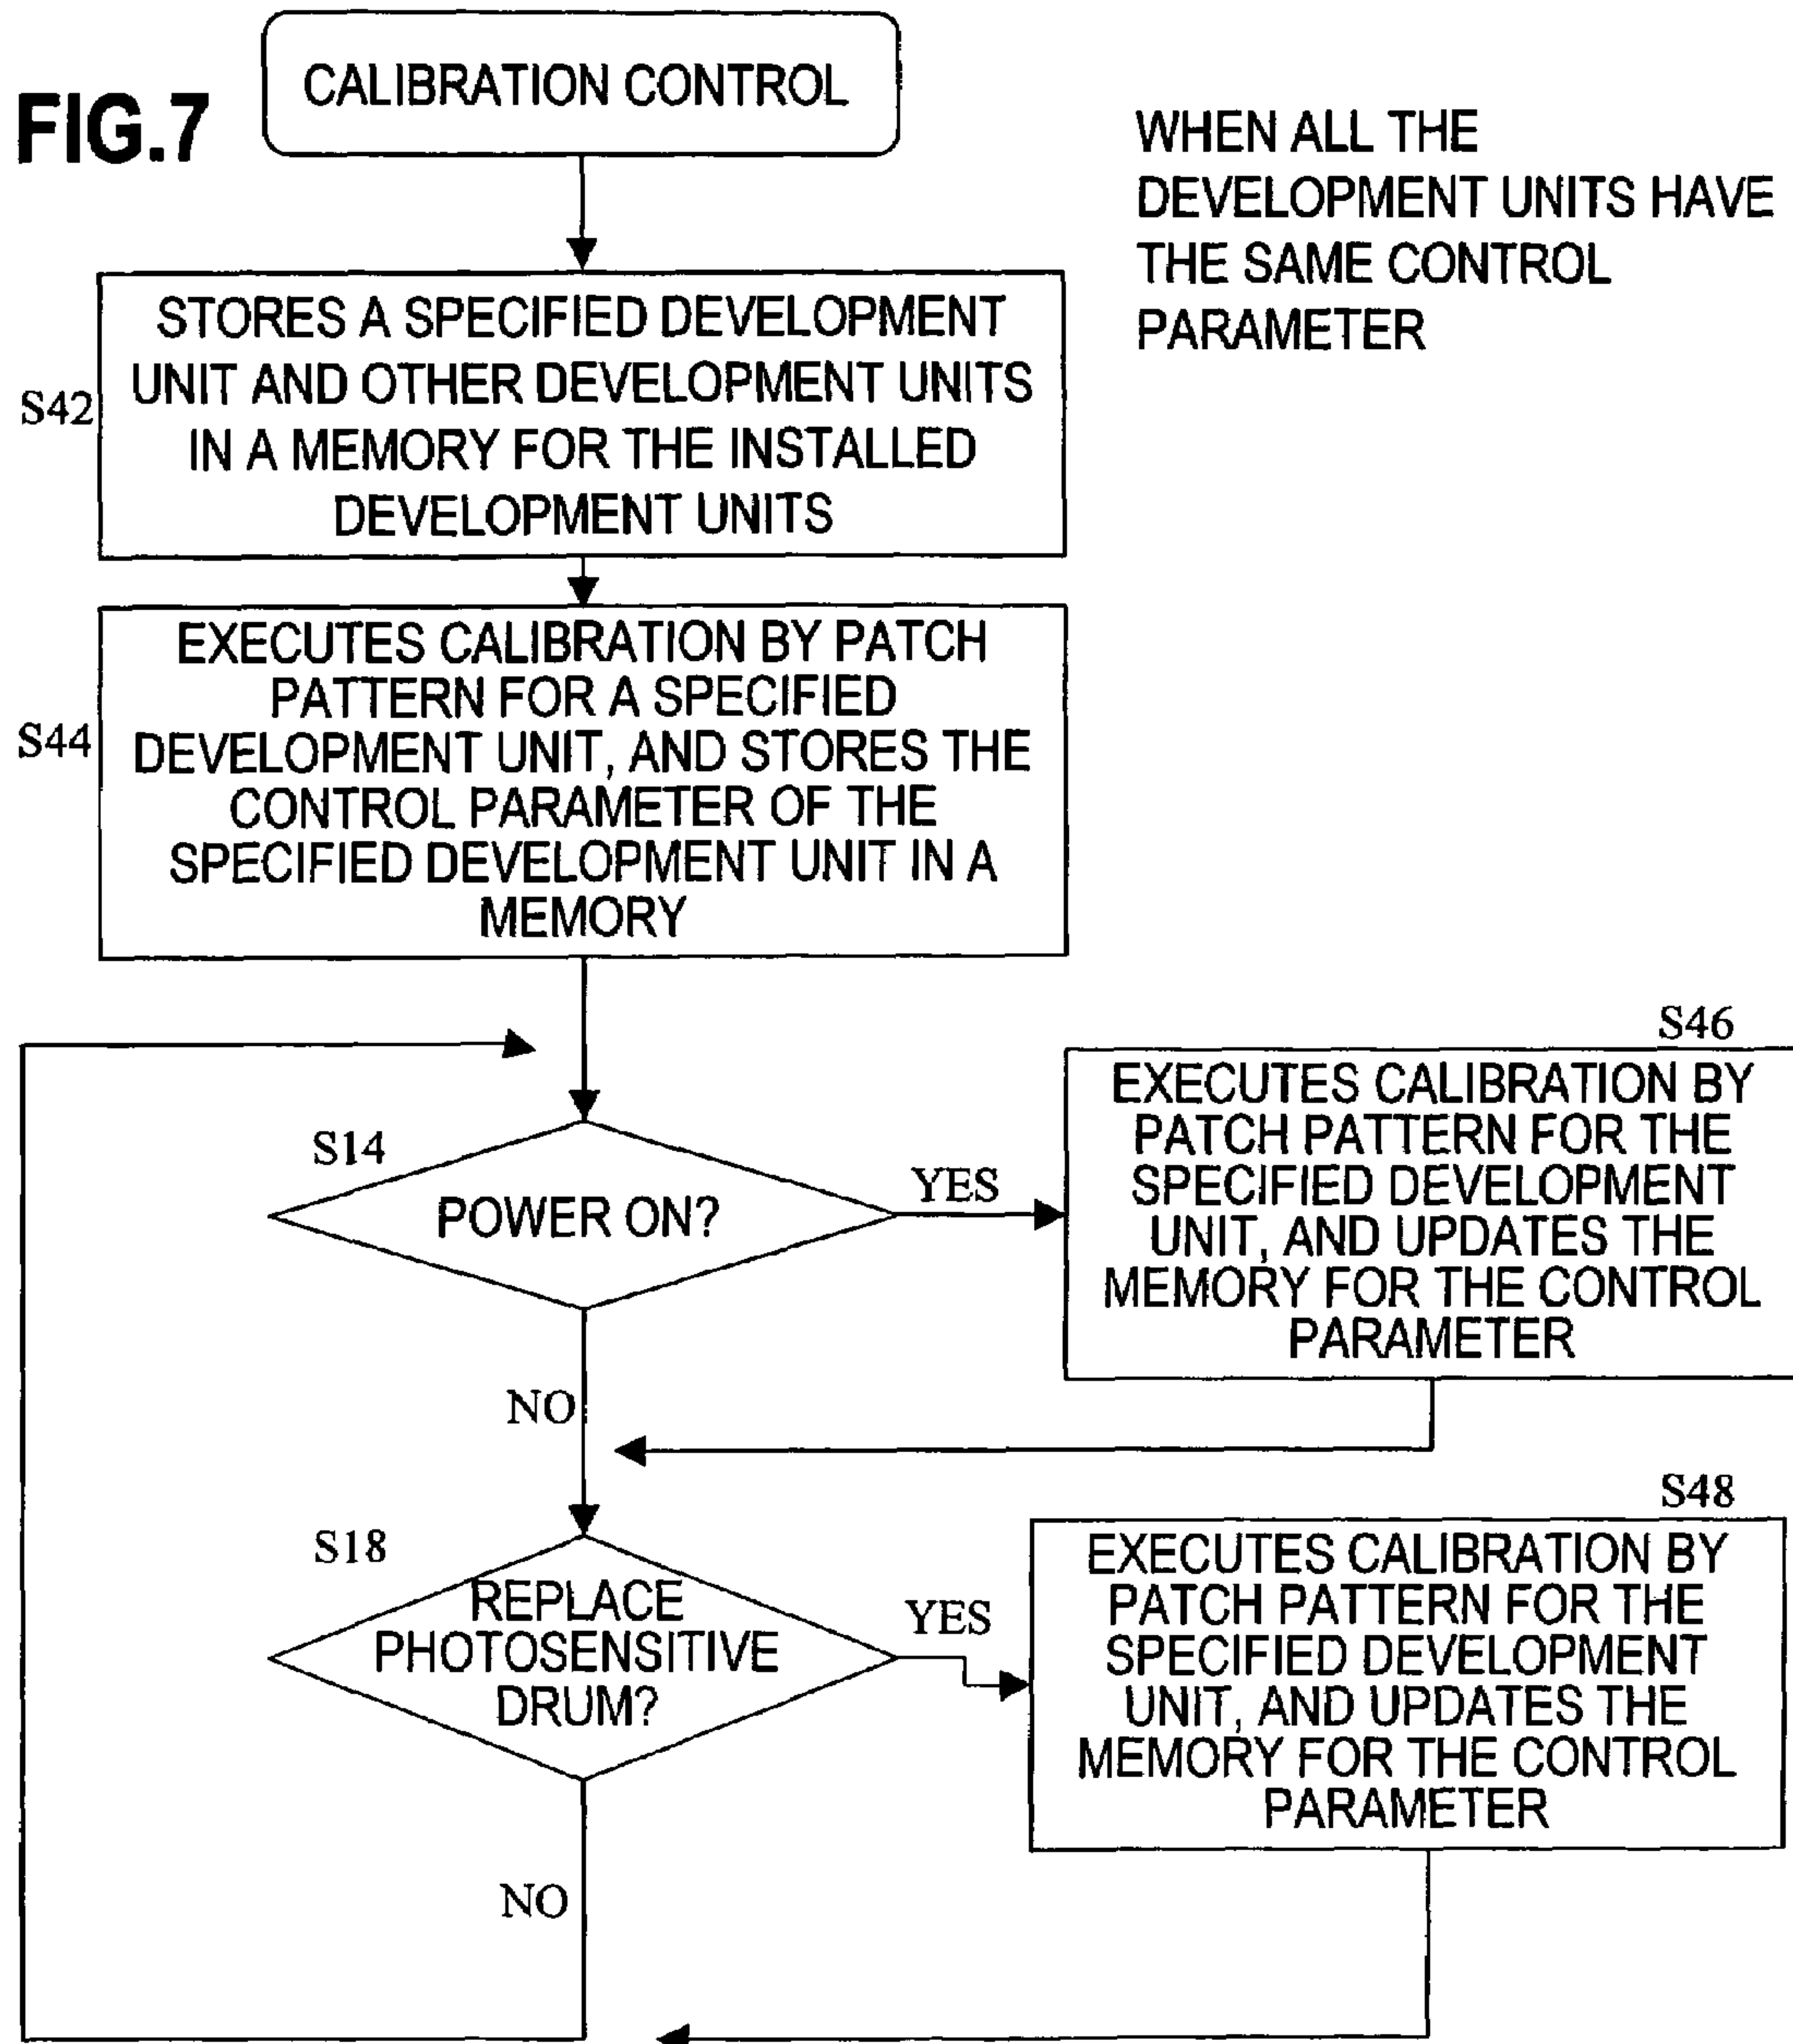 FIG.7
CALIBRATION CONTROL
WHEN ALL THE
DEVELOPMENT UNITS HAVE
THE SAME CONTROL
PARAMETER
S42
STORES A SPECIFIED DEVELOPMENT
UNIT AND OTHER DEVELOPMENT UNITS
IN A MEMORY FOR THE INSTALLED
DEVELOPMENT UNITS
S44
EXECUTES CALIBRATION BY PATCH
PATTERN FOR A SPECIFIED
DEVELOPMENT UNIT, AND STORES THE
CONTROL PARAMETER OF THE
SPECIFIED DEVELOPMENT UNIT IN A
MEMORY
S14
POWER ON?
YES
NO
S46
EXECUTES CALIBRATION BY
PATCH PATTERN FOR THE
SPECIFIED DEVELOPMENT
UNIT, AND UPDATES THE
MEMORY FOR THE CONTROL
PARAMETER
S18
REPLACE
PHOTOSENSITIVE
DRUM?
YES
NO
S48
EXECUTES CALIBRATION BY
PATCH PATTERN FOR THE
SPECIFIED DEVELOPMENT
UNIT, AND UPDATES THE
MEMORY FOR THE CONTROL
PARAMETER